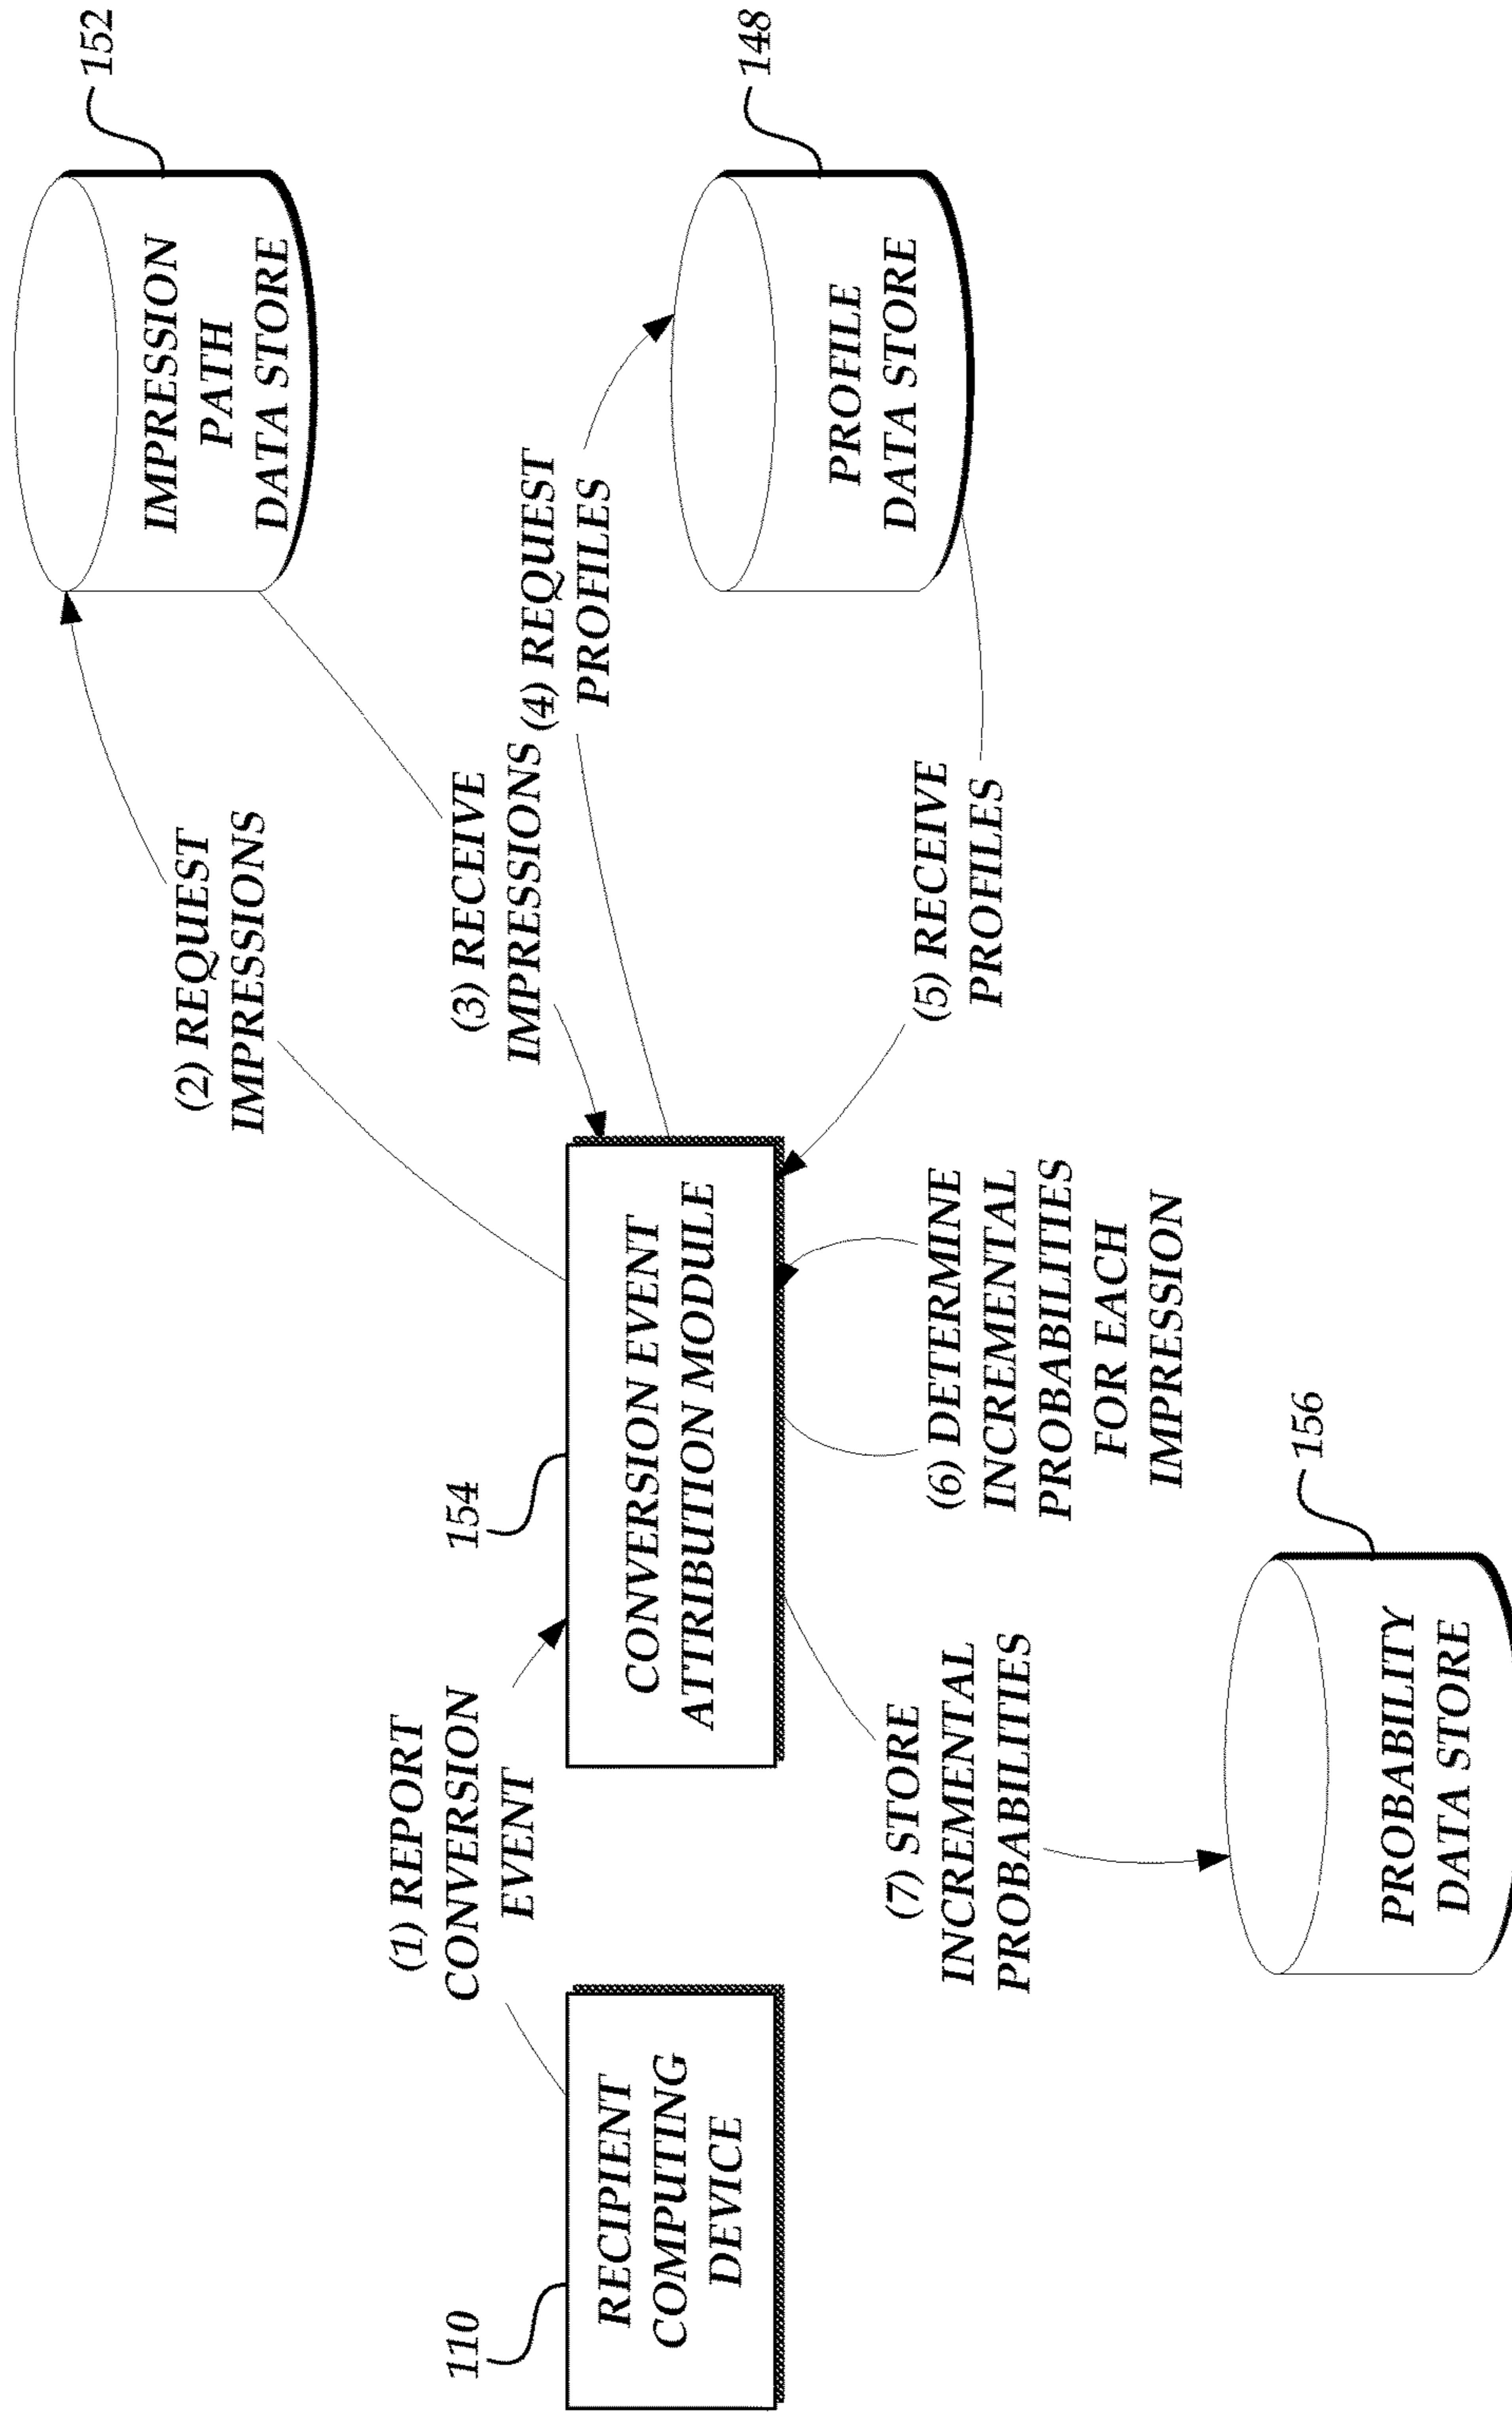 110
RECIPIENT
COMPUTING
DEVICE
(1) REPORT
CONVERSION
EVENT
154
CONVERSION EVENT
ATTRIBUTION MODULE
(2) REQUEST
IMPRESSIONS
152
IMPRESSION
PATH
DATA STORE
(3) RECEIVE
IMPRESSIONS
(4) REQUEST
PROFILES
148
PROFILE
DATA STORE
(5) RECEIVE
PROFILES
(6) DETERMINE
INCREMENTAL
PROBABILITIES
FOR EACH
IMPRESSION
(7) STORE
INCREMENTAL
PROBABILITIES
156
PROBABILITY
DATA STORE